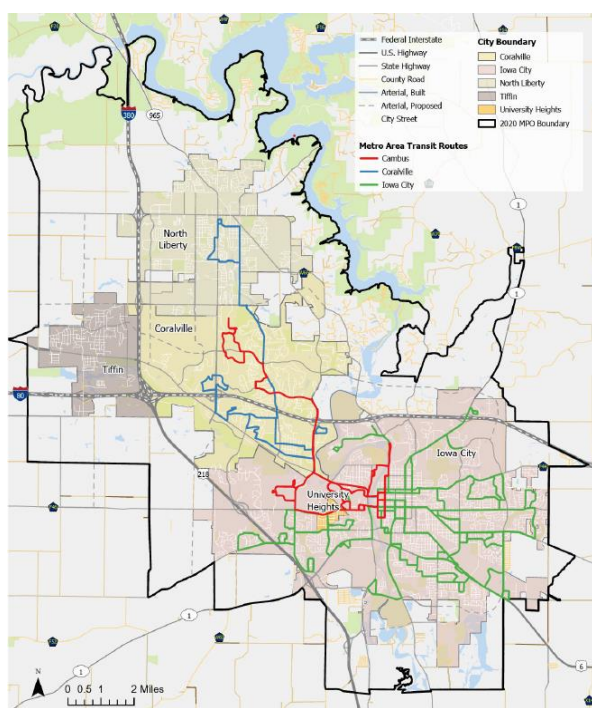 Federal Interstate
U.S. Highway
State Highway
County Road
Arterial, Built
Arterial, Proposed
City Street
City Boundary
Coralville
Iowa City
North Liberty
Tiffin
University Heights
2020 MPO Boundary
Metro Area Transit Routes
Cambus
Coralville
Iowa City
380
965
1
North
Liberty
1
Coralville
Tiffin
80
Iowa City
218
University
Heights
1
1
6
N
0 0.5 1 2 Miles